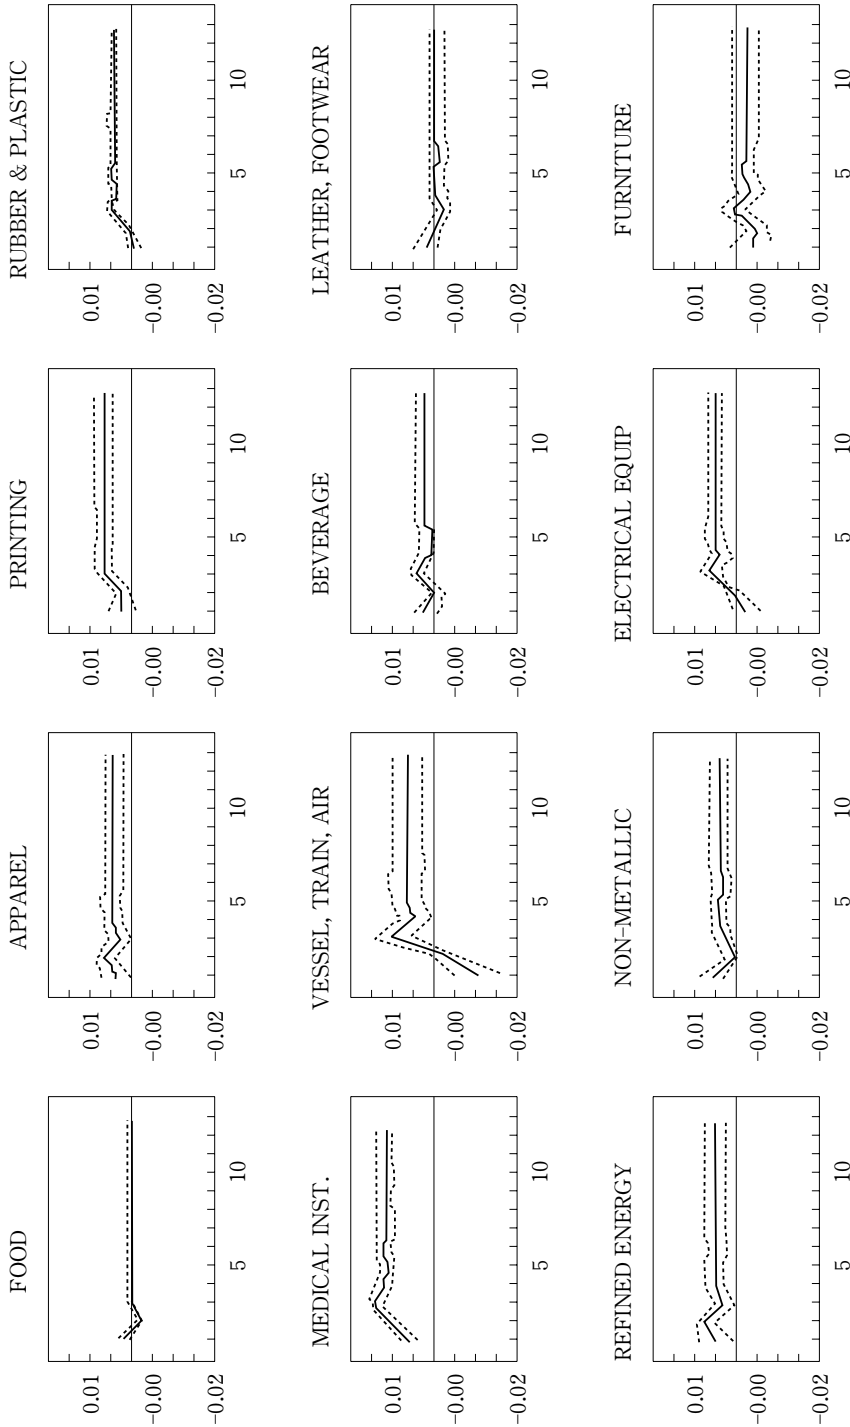 FOOD APPAREL PRINTING RUBBER & PLASTIC
0.01 0.01 0.01 0.01
−0.00 −0.00 −0.00 −0.00
−0.02 −0.02 −0.02 −0.02
5 10 5 10 5 10 5 10
MEDICAL INST. VESSEL, TRAIN, AIR BEVERAGE LEATHER, FOOTWEAR
0.01 0.01 0.01 0.01
−0.00 −0.00 −0.00 −0.00
−0.02 −0.02 −0.02 −0.02
5 10 5 10 5 10 5 10
REFINED ENERGY NON−METALLIC ELECTRICAL EQUIP FURNITURE
0.01 0.01 0.01 0.01
−0.00 −0.00 −0.00 −0.00
−0.02 −0.02 −0.02 −0.02
5 10 5 10 5 10 5 10